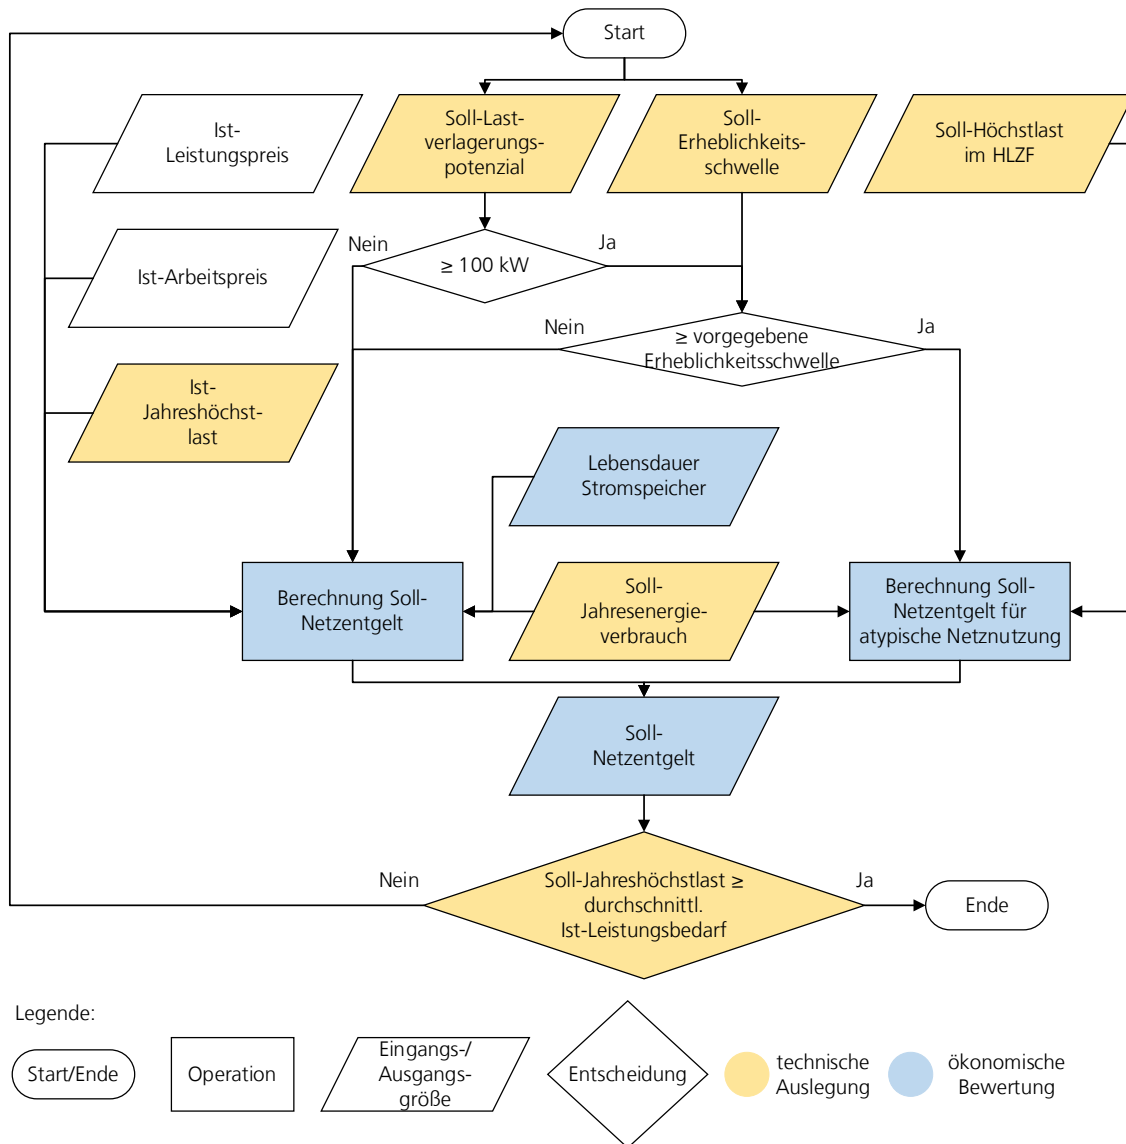 Start
Ist-
Leistungspreis
Soll-Last-
verlagerungs-
potenzial
Soll-
Erheblichkeits-
schwelle
Soll-Höchstlast
im HLZF
Ist-Arbeitspreis
Nein
≥ 100 kW
Ja
Nein
≥ vorgegebene
Erheblichkeitsschwelle
Ja
Ist-
Jahreshöchst-
last
Lebensdauer
Stromspeicher
Berechnung Soll-
Netzentgelt
Soll-
Jahresenergie-
verbrauch
Berechnung Soll-
Netzentgelt für
atypische Netznutzung
Soll-
Netzentgelt
Nein
Soll-Jahreshöchstlast ≥
durchschnittl.
Ist-Leistungsbedarf
Ja
Ende
Legende:
Start/Ende
Operation
Eingangs-/
Ausgangs-
größe
Entscheidung
technische
Auslegung
ökonomische
Bewertung